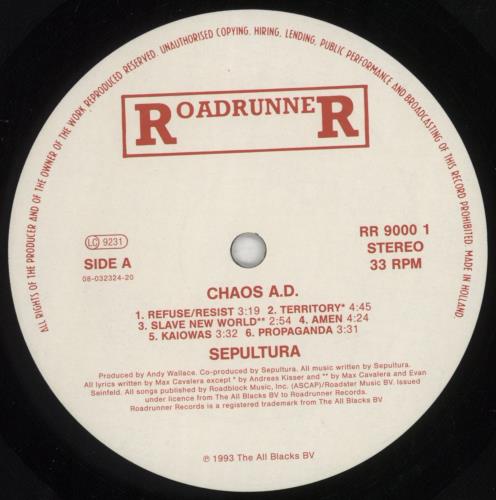 ALL RIGHTS OF THE PRODUCER AND OF THE OWNER OF THE WORK REPRODUCED RESERVED. UNAUTHORISED COPYING, HIRING, LENDING, PUBLIC PERFORMANCE AND BROADCASTING OF THIS RECORD PROHIBITED. MADE IN HOLLAND.
ROADRUNNER
LC 9231
SIDE A
08-032324-20
RR 9000 1
STEREO
33 RPM
CHAOS A.D.
1. REFUSE/RESIST 3:19 2. TERRITORY* 4:45
3. SLAVE NEW WORLD** 2:54 4. AMEN 4:24
5. KAIOWAS 3:42 6. PROPAGANDA 3:31
SEPULTURA
Produced by Andy Wallace. Co-produced by Sepultura. All music written by Sepultura.
All lyrics written by Max Cavalera except * by Andreas Kisser and ** by Max Cavalera and Evan
Seinfeld. All songs published by Roadblock Music, Inc. (ASCAP)/Roadster Music BV. Issued
under licence from The All Blacks BV to Roadrunner Records.
Roadrunner Records is a registered trademark from The All Blacks BV
℗ 1993 The All Blacks BV